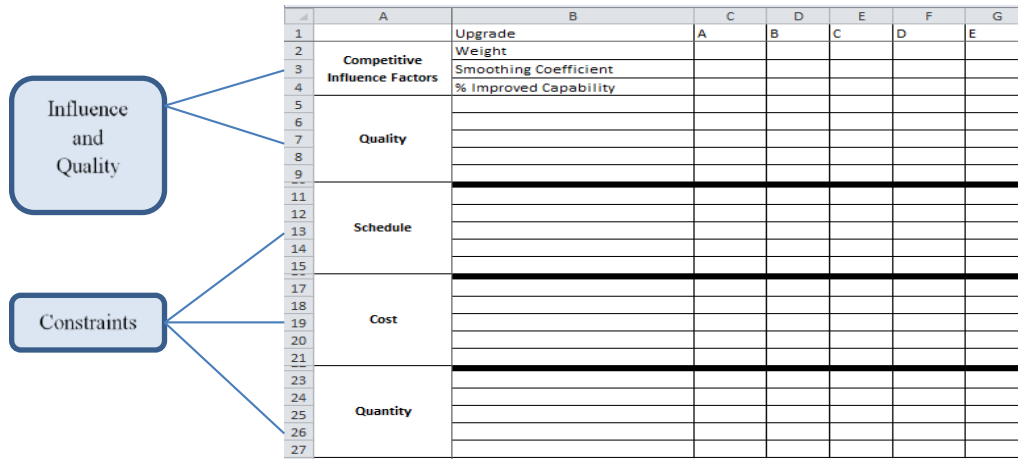 A B C D E F G
1 Upgrade A B C D E
2 Weight
Competitive
Influence Factors
3 Smoothing Coefficient
4 % Improved Capability
5
6
7 Quality
8
9
11
12
13 Schedule
14
15
17
18
19 Cost
20
21
23
24
25 Quantity
26
27
Influence
and
Quality
Constraints